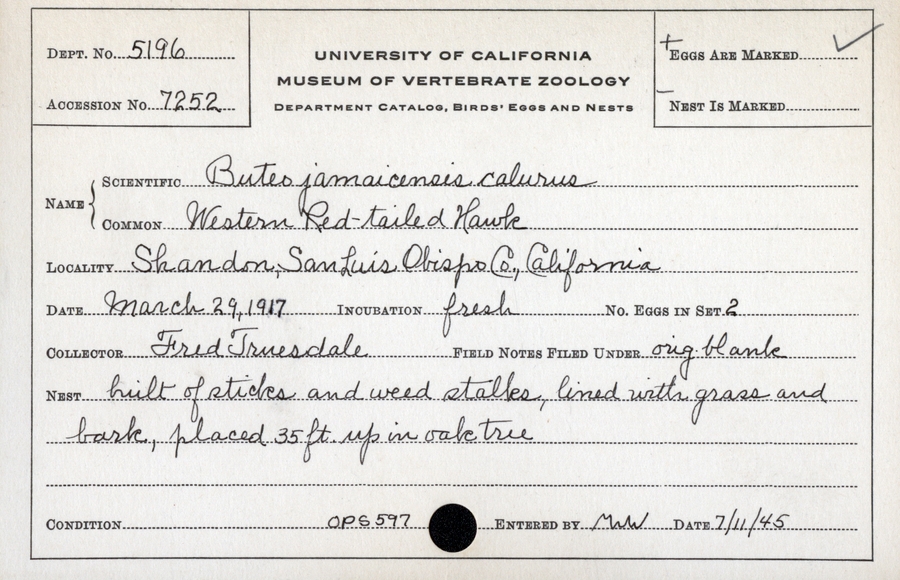 DEPT. No. 5196
ACCESSION No. 7252
UNIVERSITY OF CALIFORNIA
MUSEUM OF VERTEBRATE ZOOLOGY
DEPARTMENT CATALOG, BIRDS' EGGS AND NESTS
+ EGGS ARE MARKED ✓
- NEST IS MARKED
NAME { SCIENTIFIC Buteo jamaicensis calurus
COMMON Western Red-tailed Hawk
LOCALITY Shandon, San Luis Obispo Co., California
DATE March 29, 1917 INCUBATION fresh No. EGGS IN SET 2
COLLECTOR Fred Truesdale FIELD NOTES FILED UNDER orig. blank
NEST built of sticks and weed stalks, lined with grass and
bark, placed 35 ft. up in oak tree
CONDITION OPS597 ENTERED BY MWW DATE 7/11/45